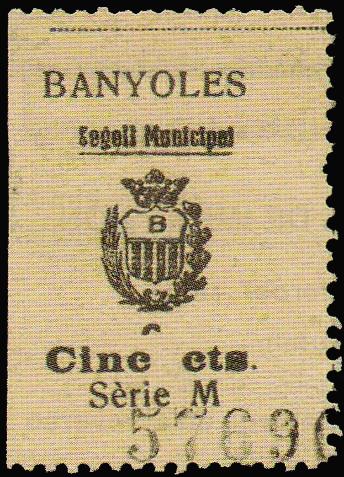 BANYOLES
Segell Municipal
B
Cinc cts.
Sèrie M
57696